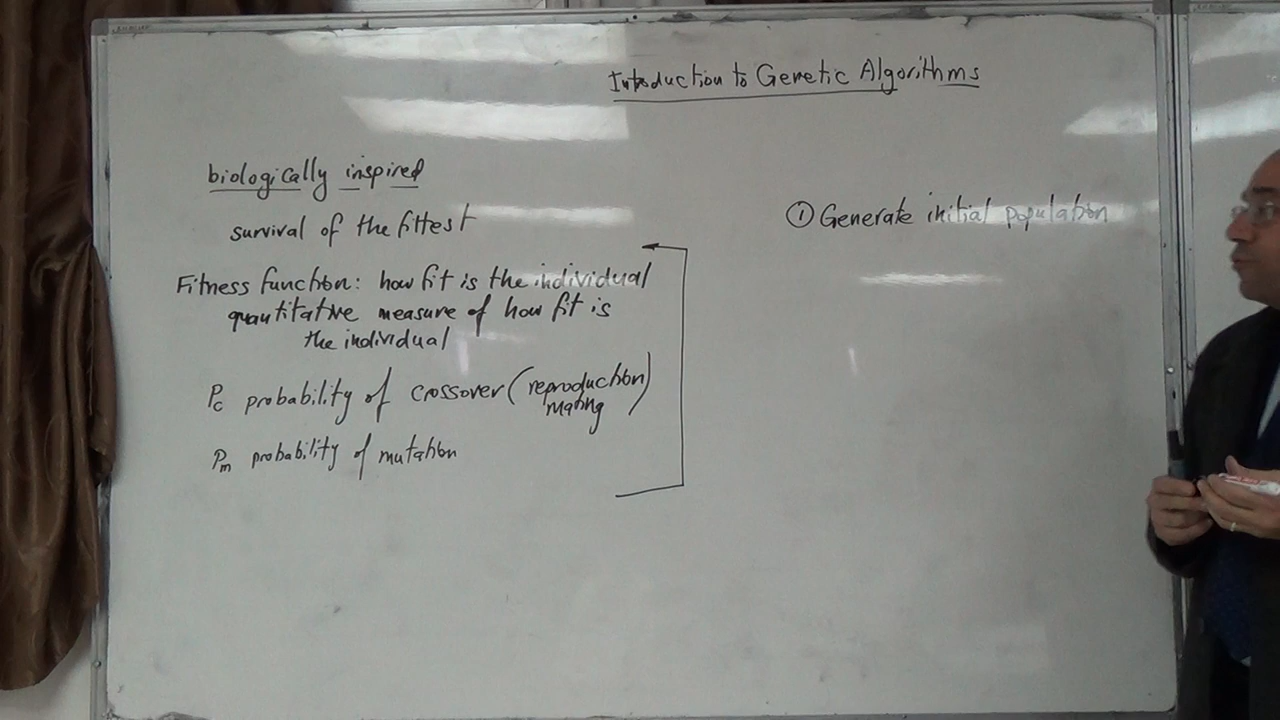 Introduction to Genetic Algorithms
biologically inspired
survival of the fittest
Fitness function: how fit is the individual
quantitative measure of how fit is
the individual
Pc probability of crossover (reproduction)
mating
Pm probability of mutation
① Generate initial population